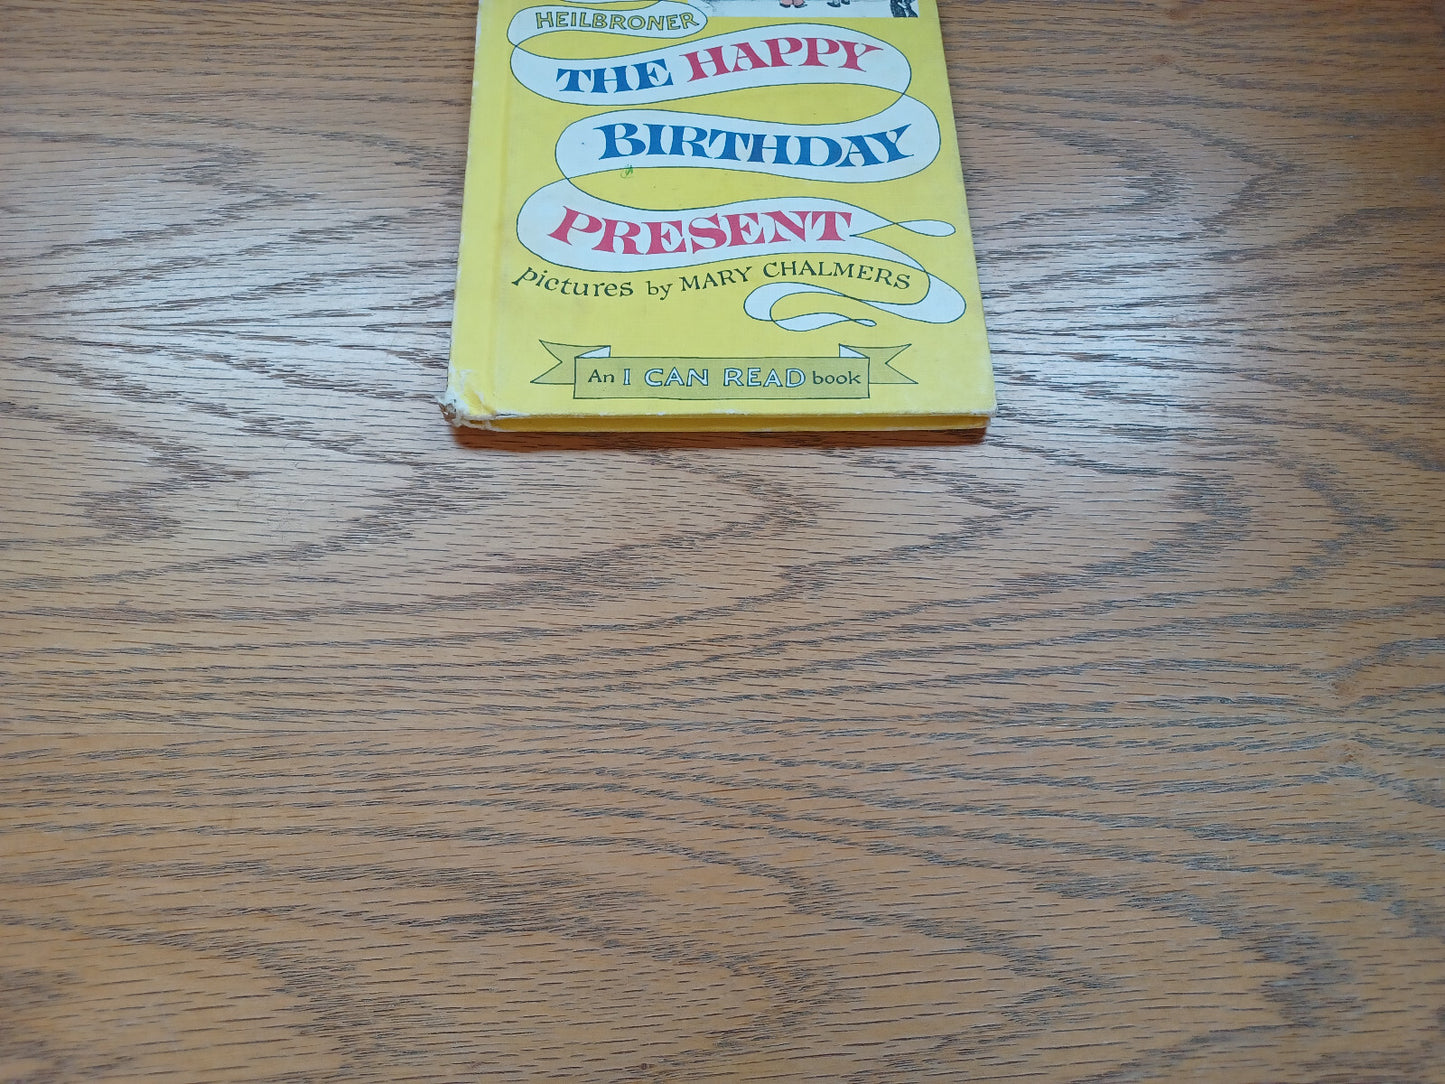 HEILBRONER
THE HAPPY
BIRTHDAY
PRESENT
pictures by MARY CHALMERS
An I CAN READ book